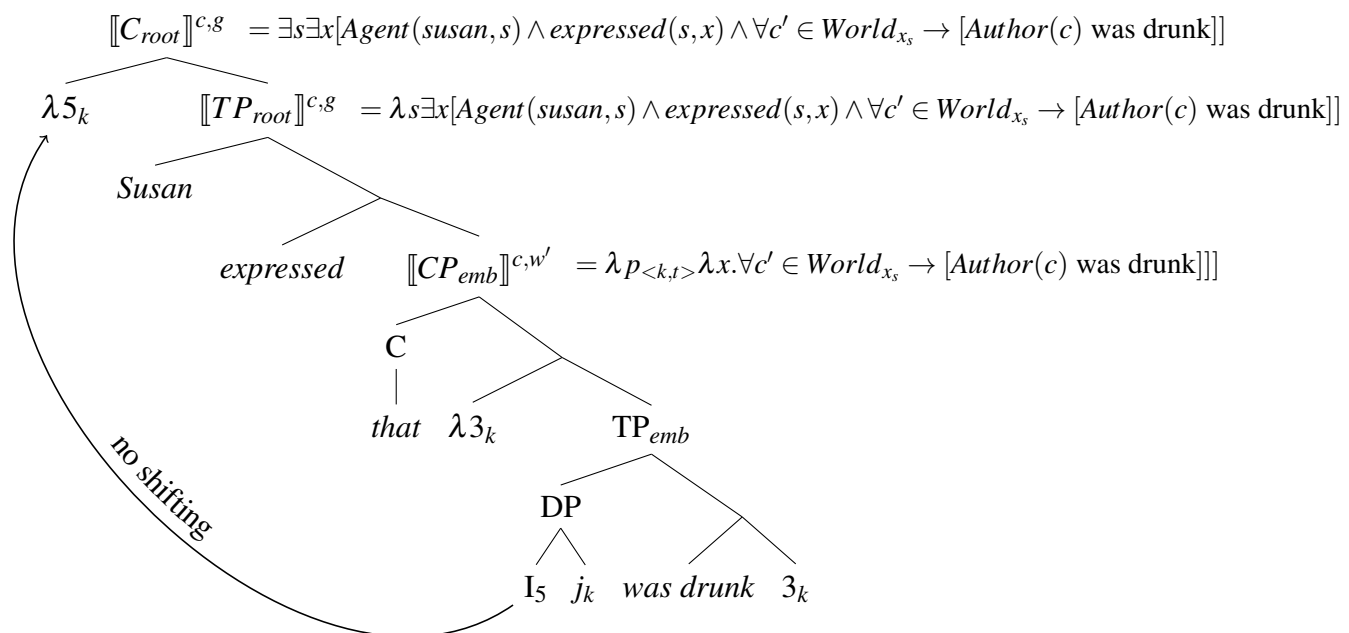 ⟦C_root⟧^{c,g} = ∃s∃x[Agent(susan,s) ∧ expressed(s,x) ∧ ∀c′ ∈ World_{x_s} → [Author(c) was drunk]]
λ5_k ⟦TP_root⟧^{c,g} = λs∃x[Agent(susan,s) ∧ expressed(s,x) ∧ ∀c′ ∈ World_{x_s} → [Author(c) was drunk]]
Susan
expressed ⟦CP_emb⟧^{c,w′} = λp_{<k,t>}λx.∀c′ ∈ World_{x_s} → [Author(c) was drunk]]]
C
that λ3_k TP_emb
no shifting
DP
I_5 j_k was drunk 3_k